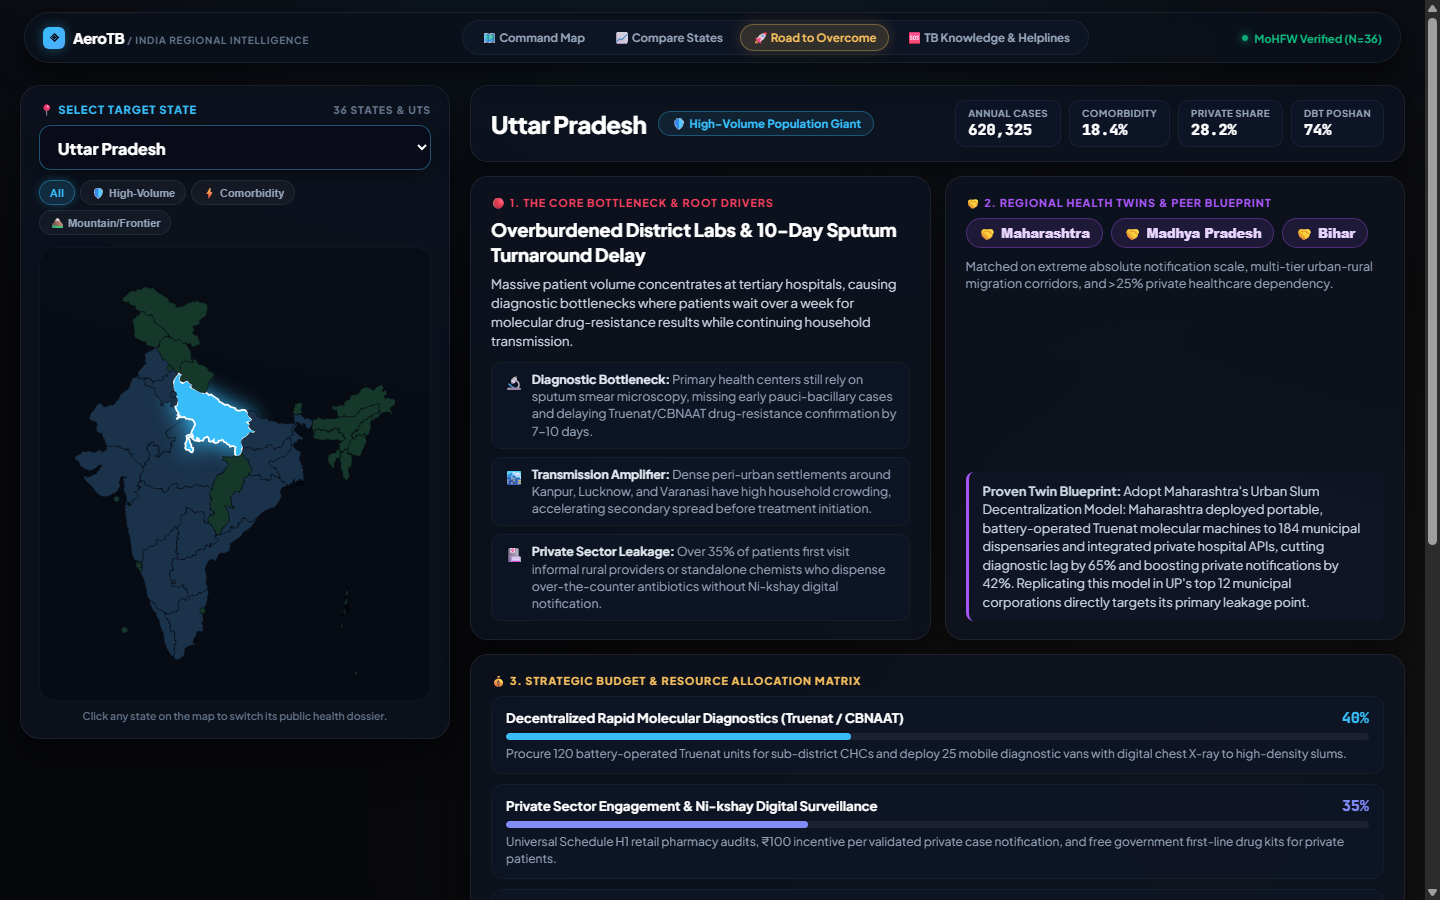 AeroTB / INDIA REGIONAL INTELLIGENCE
Command Map
Compare States
Road to Overcome
SOS TB Knowledge & Helplines
MoHFW Verified (N=36)
SELECT TARGET STATE
36 STATES & UTS
Uttar Pradesh
All
High-Volume
Comorbidity
Mountain/Frontier
Click any state on the map to switch its public health dossier.
Uttar Pradesh
High-Volume Population Giant
ANNUAL CASES
620,325
COMORBIDITY
18.4%
PRIVATE SHARE
28.2%
DBT POSHAN
74%
1. THE CORE BOTTLENECK & ROOT DRIVERS
Overburdened District Labs & 10-Day Sputum
Turnaround Delay
Massive patient volume concentrates at tertiary hospitals, causing
diagnostic bottlenecks where patients wait over a week for
molecular drug-resistance results while continuing household
transmission.
Diagnostic Bottleneck: Primary health centers still rely on
sputum smear microscopy, missing early pauci-bacillary cases
and delaying Truenat/CBNAAT drug-resistance confirmation by
7-10 days.
Transmission Amplifier: Dense peri-urban settlements around
Kanpur, Lucknow, and Varanasi have high household crowding,
accelerating secondary spread before treatment initiation.
Private Sector Leakage: Over 35% of patients first visit
informal rural providers or standalone chemists who dispense
over-the-counter antibiotics without Ni-kshay digital
notification.
2. REGIONAL HEALTH TWINS & PEER BLUEPRINT
Maharashtra
Madhya Pradesh
Bihar
Matched on extreme absolute notification scale, multi-tier urban-rural
migration corridors, and >25% private healthcare dependency.
Proven Twin Blueprint: Adopt Maharashtra's Urban Slum
Decentralization Model: Maharashtra deployed portable,
battery-operated Truenat molecular machines to 184 municipal
dispensaries and integrated private hospital APIs, cutting
diagnostic lag by 65% and boosting private notifications by
42%. Replicating this model in UP's top 12 municipal
corporations directly targets its primary leakage point.
3. STRATEGIC BUDGET & RESOURCE ALLOCATION MATRIX
Decentralized Rapid Molecular Diagnostics (Truenat / CBNAAT)
40%
Procure 120 battery-operated Truenat units for sub-district CHCs and deploy 25 mobile diagnostic vans with digital chest X-ray to high-density slums.
Private Sector Engagement & Ni-kshay Digital Surveillance
35%
Universal Schedule H1 retail pharmacy audits, ₹100 incentive per validated private case notification, and free government first-line drug kits for private
patients.